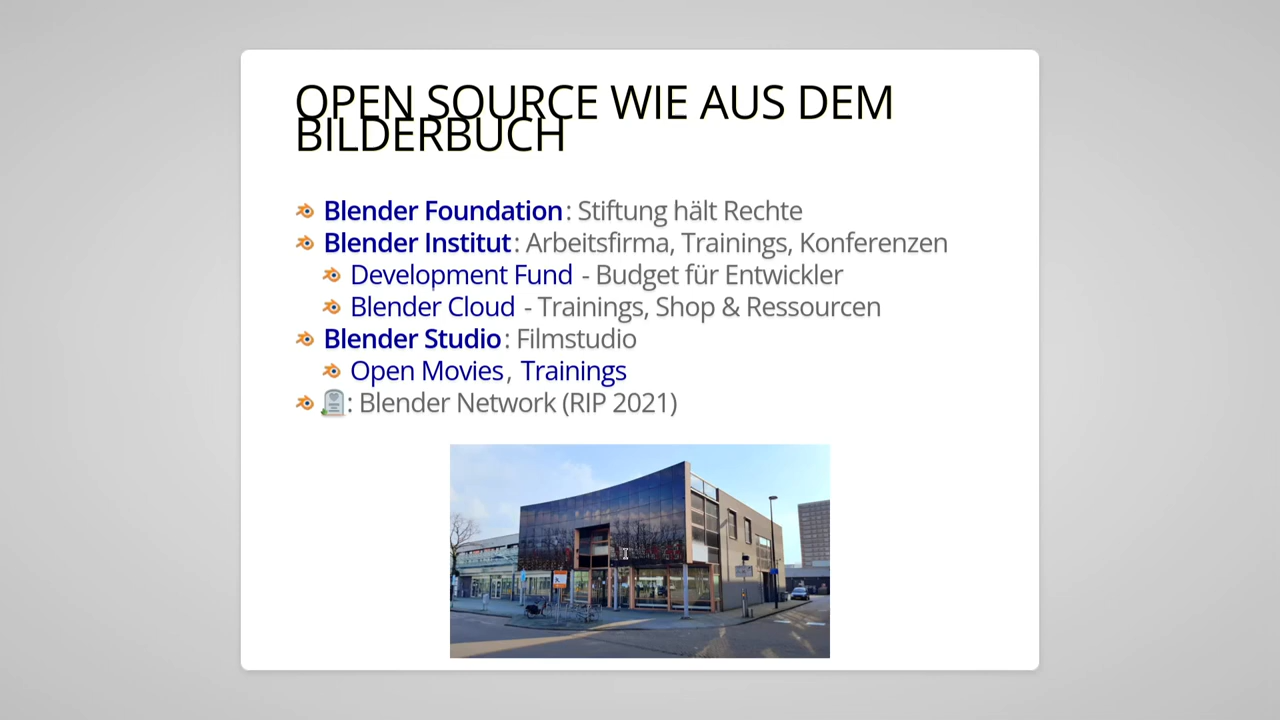 OPEN SOURCE WIE AUS DEM
BILDERBUCH
Blender Foundation: Stiftung hält Rechte
Blender Institut: Arbeitsfirma, Trainings, Konferenzen
Development Fund - Budget für Entwickler
Blender Cloud - Trainings, Shop & Ressourcen
Blender Studio: Filmstudio
Open Movies, Trainings
: Blender Network (RIP 2021)